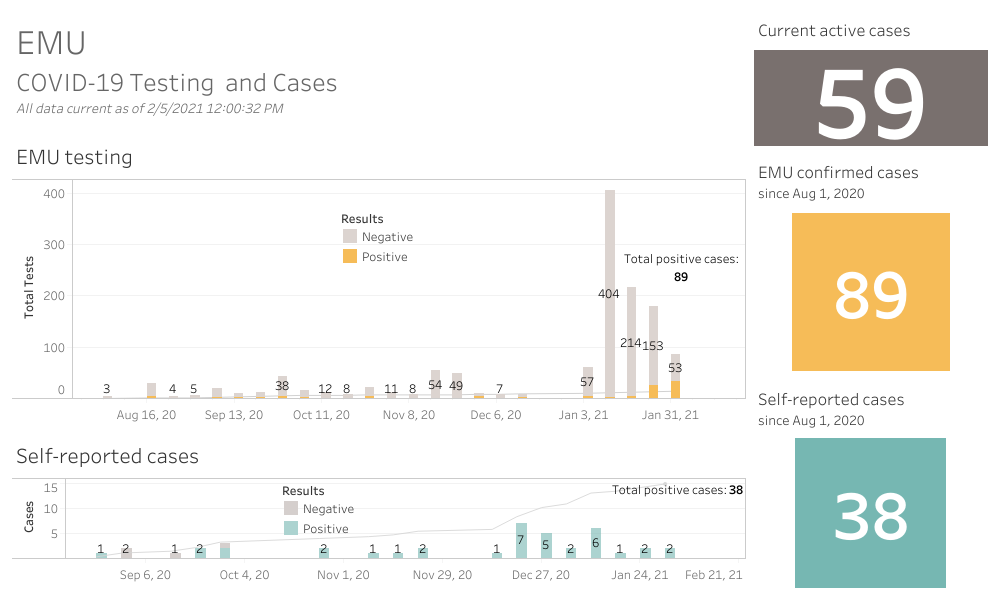 EMU
COVID-19 Testing and Cases
All data current as of 2/5/2021 12:00:32 PM
Current active cases
59
EMU confirmed cases
since Aug 1, 2020
89
Self-reported cases
since Aug 1, 2020
38
EMU testing
Total Tests
400
300
200
100
0
Results
Negative
Positive
Total positive cases:
89
3 4 5 38 12 8 11 8 54 49 7 57 404 214 153 53
Aug 16, 20 Sep 13, 20 Oct 11, 20 Nov 8, 20 Dec 6, 20 Jan 3, 21 Jan 31, 21
Self-reported cases
Cases
15
10
5
Results
Negative
Positive
Total positive cases: 38
1 2 1 2 2 1 1 2 1 7 5 2 6 1 2 2
Sep 6, 20 Oct 4, 20 Nov 1, 20 Nov 29, 20 Dec 27, 20 Jan 24, 21 Feb 21, 21